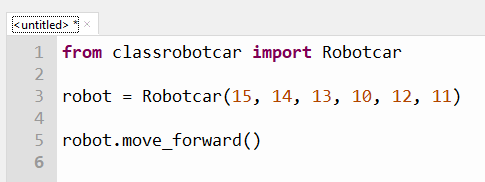 <untitled> * ×
1 from classrobotcar import Robotcar
2
3 robot = Robotcar(15, 14, 13, 10, 12, 11)
4
5 robot.move_forward()
6